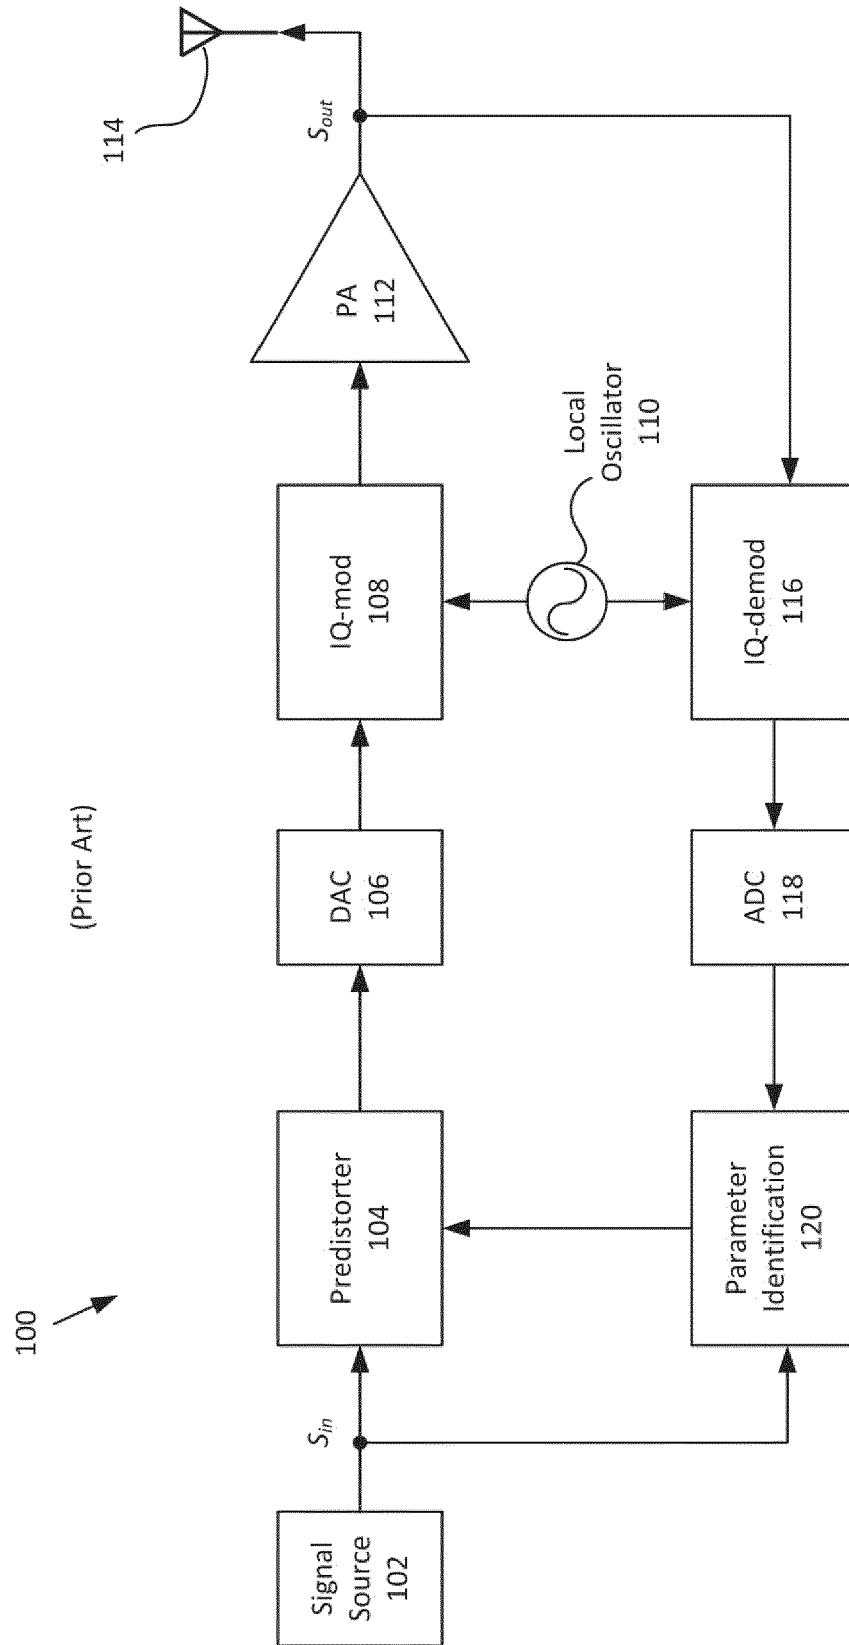 (Prior Art)
100
114
Signal
Source
102
S_in
Predistorter
104
DAC
106
IQ-mod
108
PA
112
S_out
Local
Oscillator
110
Parameter
Identification
120
ADC
118
IQ-demod
116